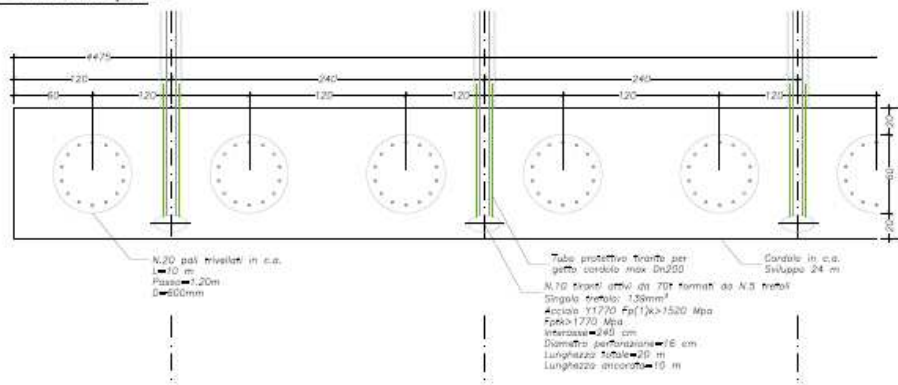 4475
120 240 240
60 120 120 120 120 120
20
60
20
N.20 pali trivellati in c.a.
L=10 m
Passo=1.20m
D=600mm
Tubo protettivo tirante per
getto cordolo max Dn200
N.10 tiranti attivi da 70t formati da N.5 trefoli
Singolo trefolo: 139mm²
Acciaio Y1770 Fp(1)k>1520 Mpa
Fptk>1770 Mpa
Interasse=240 cm
Diametro perforazione=16 cm
Lunghezza totale=20 m
Lunghezza ancorata=10 m
Cordolo in c.a.
Sviluppo 24 m